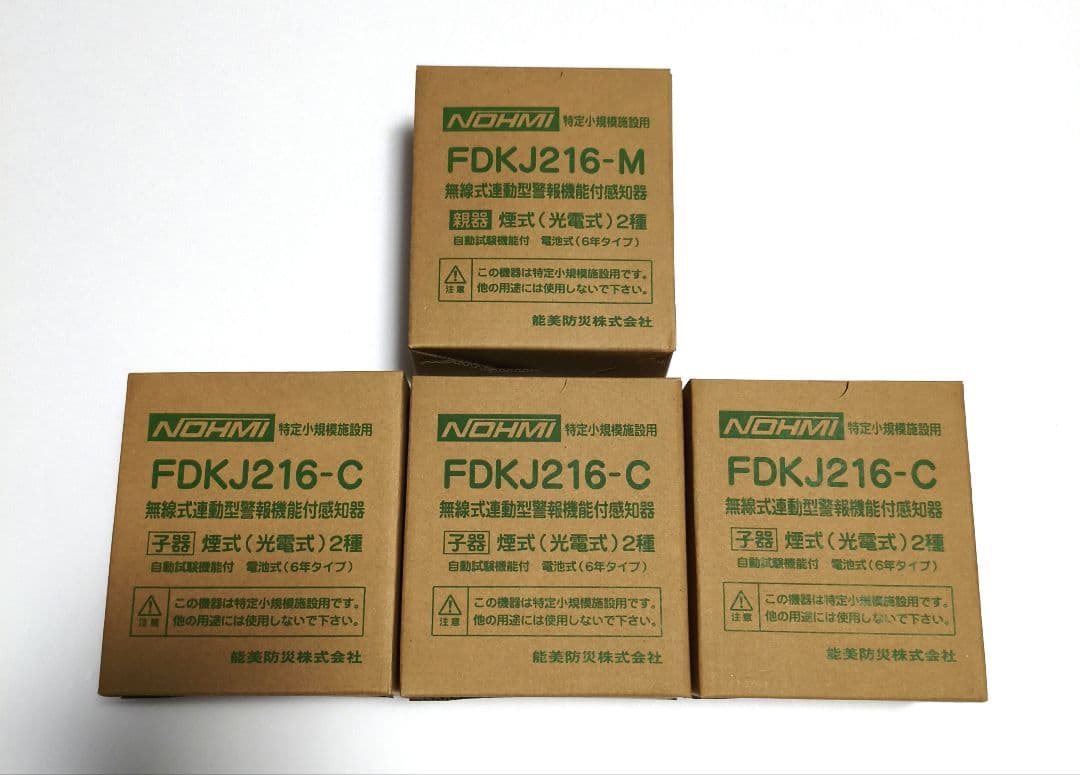 NOHMI 特定小規模施設用
FDKJ216-M
無線式連動型警報機能付感知器
親器 煙式(光電式)2種
自動試験機能付 電池式(6年タイプ)
注意
この機器は特定小規模施設用です。
他の用途には使用しないで下さい。
能美防災株式会社
NOHMI 特定小規模施設用
FDKJ216-C
無線式連動型警報機能付感知器
子器 煙式(光電式)2種
自動試験機能付 電池式(6年タイプ)
注意
この機器は特定小規模施設用です。
他の用途には使用しないで下さい。
能美防災株式会社
NOHMI 特定小規模施設用
FDKJ216-C
無線式連動型警報機能付感知器
子器 煙式(光電式)2種
自動試験機能付 電池式(6年タイプ)
注意
この機器は特定小規模施設用です。
他の用途には使用しないで下さい。
能美防災株式会社
NOHMI 特定小規模施設用
FDKJ216-C
無線式連動型警報機能付感知器
子器 煙式(光電式)2種
自動試験機能付 電池式(6年タイプ)
注意
この機器は特定小規模施設用です。
他の用途には使用しないで下さい。
能美防災株式会社